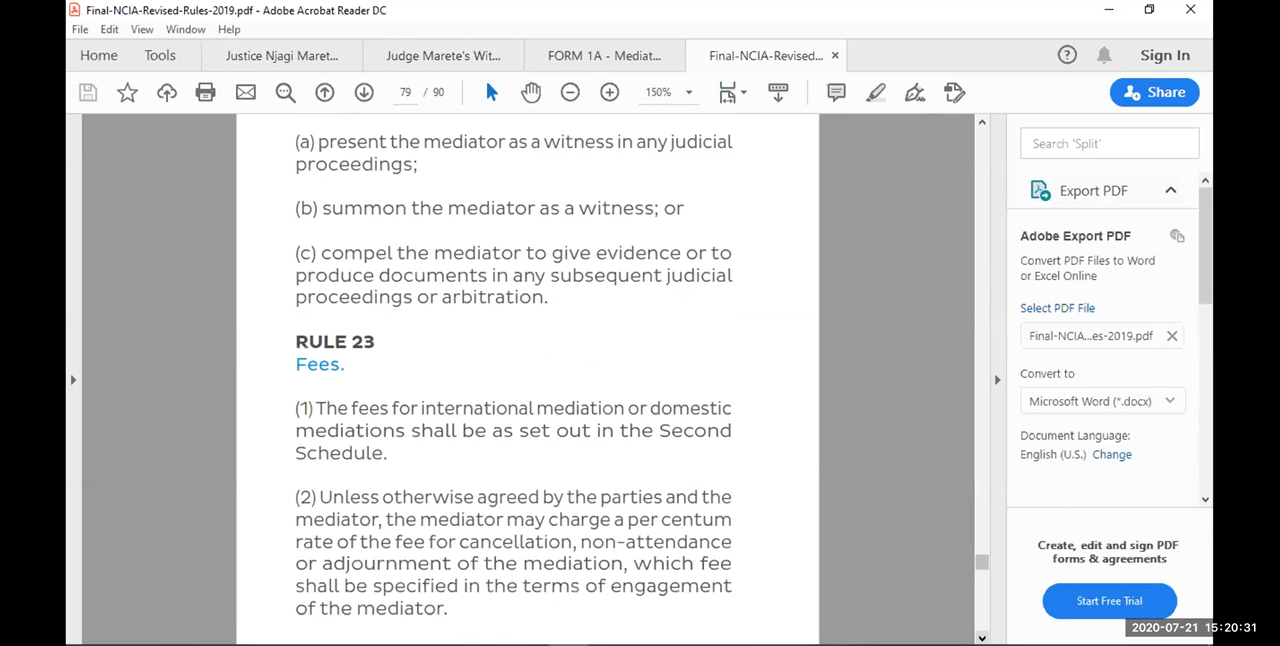 Final-NCIA-Revised-Rules-2019.pdf - Adobe Acrobat Reader DC
File Edit View Window Help
Home Tools Justice Njagi Maret... Judge Marete's Wit... FORM 1A - Mediat... Final-NCIA-Revised... × Sign In
79 / 90 150% Share
(a) present the mediator as a witness in any judicial
proceedings;
(b) summon the mediator as a witness; or
(c) compel the mediator to give evidence or to
produce documents in any subsequent judicial
proceedings or arbitration.
RULE 23
Fees.
(1) The fees for international mediation or domestic
mediations shall be as set out in the Second
Schedule.
(2) Unless otherwise agreed by the parties and the
mediator, the mediator may charge a per centum
rate of the fee for cancellation, non-attendance
or adjournment of the mediation, which fee
shall be specified in the terms of engagement
of the mediator.
Search 'Split'
Export PDF
Adobe Export PDF
Convert PDF Files to Word
or Excel Online
Select PDF File
Final-NCIA...es-2019.pdf
Convert to
Microsoft Word (*.docx)
Document Language:
English (U.S.) Change
Create, edit and sign PDF
forms & agreements
Start Free Trial
2020-07-21 15:20:31